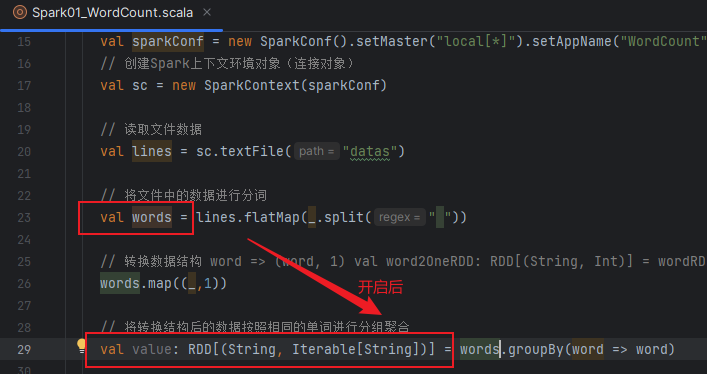 Spark01_WordCount.scala ×
15 val sparkConf = new SparkConf().setMaster("local[*]").setAppName("WordCount"
16 // 创建Spark上下文环境对象（连接对象）
17 val sc = new SparkContext(sparkConf)
18
19 // 读取文件数据
20 val lines = sc.textFile( path = "datas")
21
22 // 将文件中的数据进行分词
23 val words = lines.flatMap(_.split( regex = " "))
24
25 // 转换数据结构 word => (word, 1) val word2OneRDD: RDD[(String, Int)] = wordRD
26 words.map((_,1))
27
开启后
28 // 将转换结构后的数据按照相同的单词进行分组聚合
29 val value: RDD[(String, Iterable[String])] = words.groupBy(word => word)
30